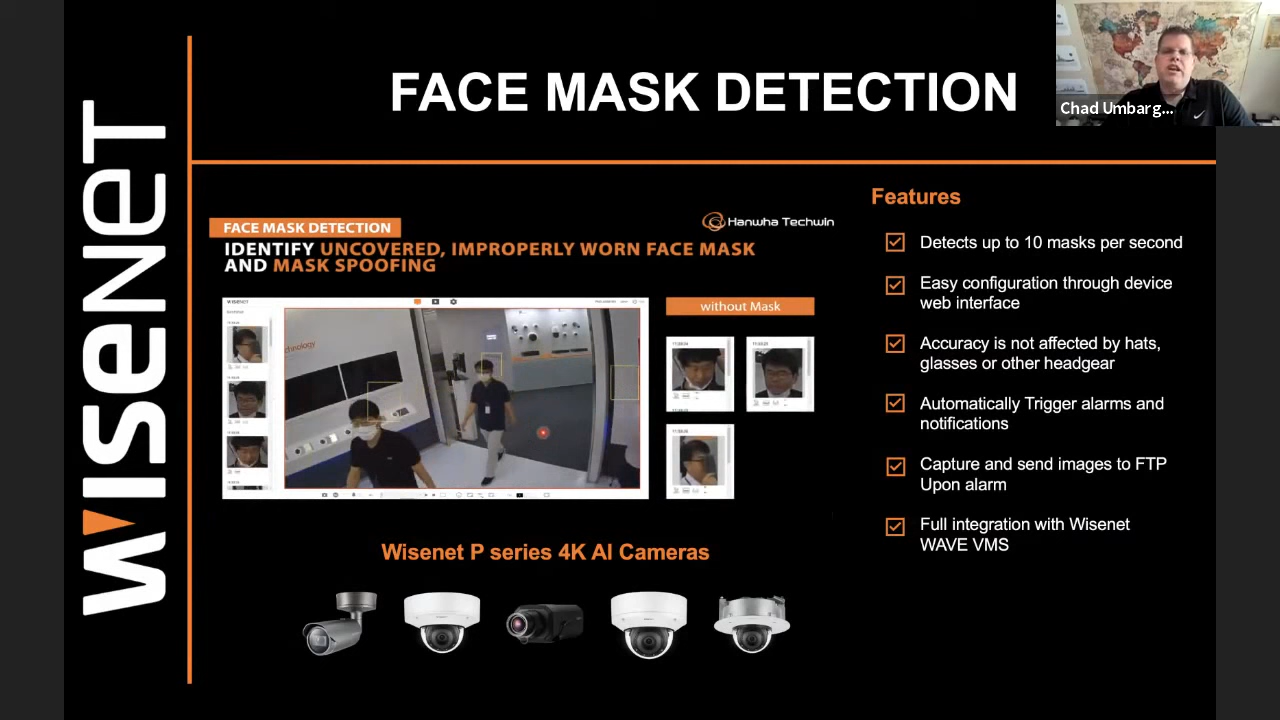 FACE MASK DETECTION
Chad Umbarg...
WISENET
FACE MASK DETECTION
Hanwha Techwin
IDENTIFY UNCOVERED, IMPROPERLY WORN FACE MASK
AND MASK SPOOFING
WISENET
without Mask
chnology
Wisenet P series 4K AI Cameras
Features
Detects up to 10 masks per second
Easy configuration through device
web interface
Accuracy is not affected by hats,
glasses or other headgear
Automatically Trigger alarms and
notifications
Capture and send images to FTP
Upon alarm
Full integration with Wisenet
WAVE VMS